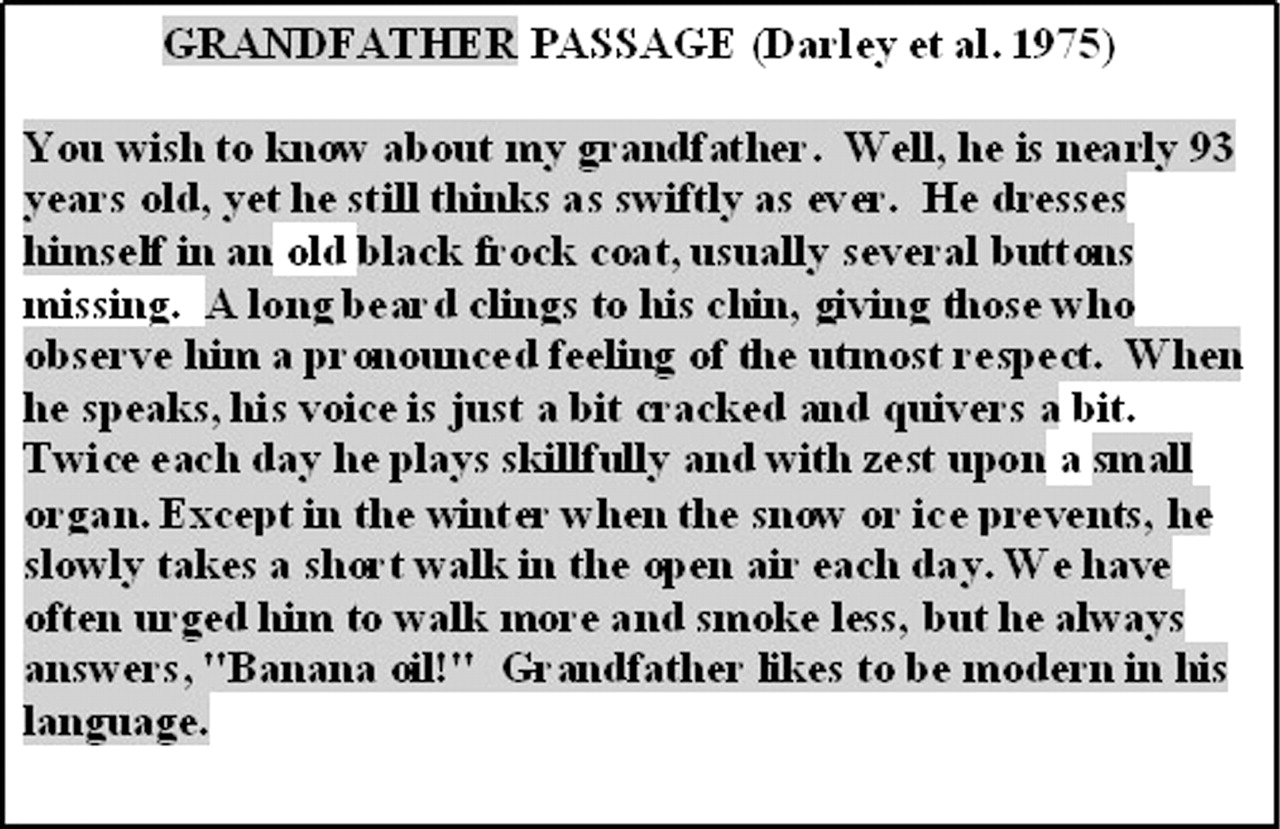 GRANDFATHER PASSAGE (Darley et al. 1975)
You wish to know about my grandfather.  Well, he is nearly 93
years old, yet he still thinks as swiftly as ever.  He dresses
himself in an old black frock coat, usually several buttons
missing.  A long beard clings to his chin, giving those who
observe him a pronounced feeling of the utmost respect.  When
he speaks, his voice is just a bit cracked and quivers a bit.
Twice each day he plays skillfully and with zest upon a small
organ. Except in the winter when the snow or ice prevents, he
slowly takes a short walk in the open air each day. We have
often urged him to walk more and smoke less, but he always
answers, "Banana oil!"  Grandfather likes to be modern in his
language.